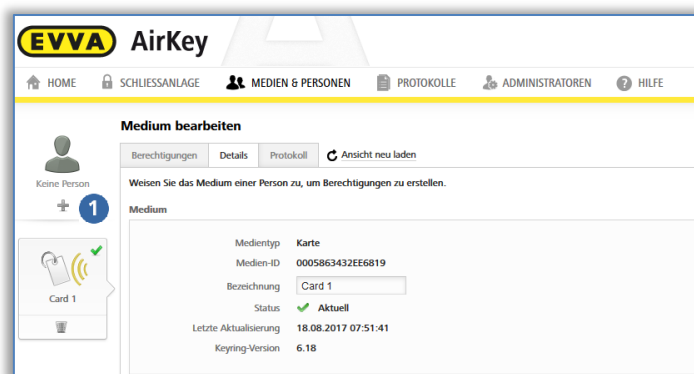 EVVA AirKey
HOME SCHLIESSANLAGE MEDIEN & PERSONEN PROTOKOLLE ADMINISTRATOREN HILFE
Medium bearbeiten
Berechtigungen Details Protokoll Ansicht neu laden
Keine Person
Weisen Sie das Medium einer Person zu, um Berechtigungen zu erstellen.
1
Medium
Medientyp Karte
Medien-ID 0005863432EE6819
Bezeichnung Card 1
Card 1
Status Aktuell
Letzte Aktualisierung 18.08.2017 07:51:41
Keyring-Version 6.18